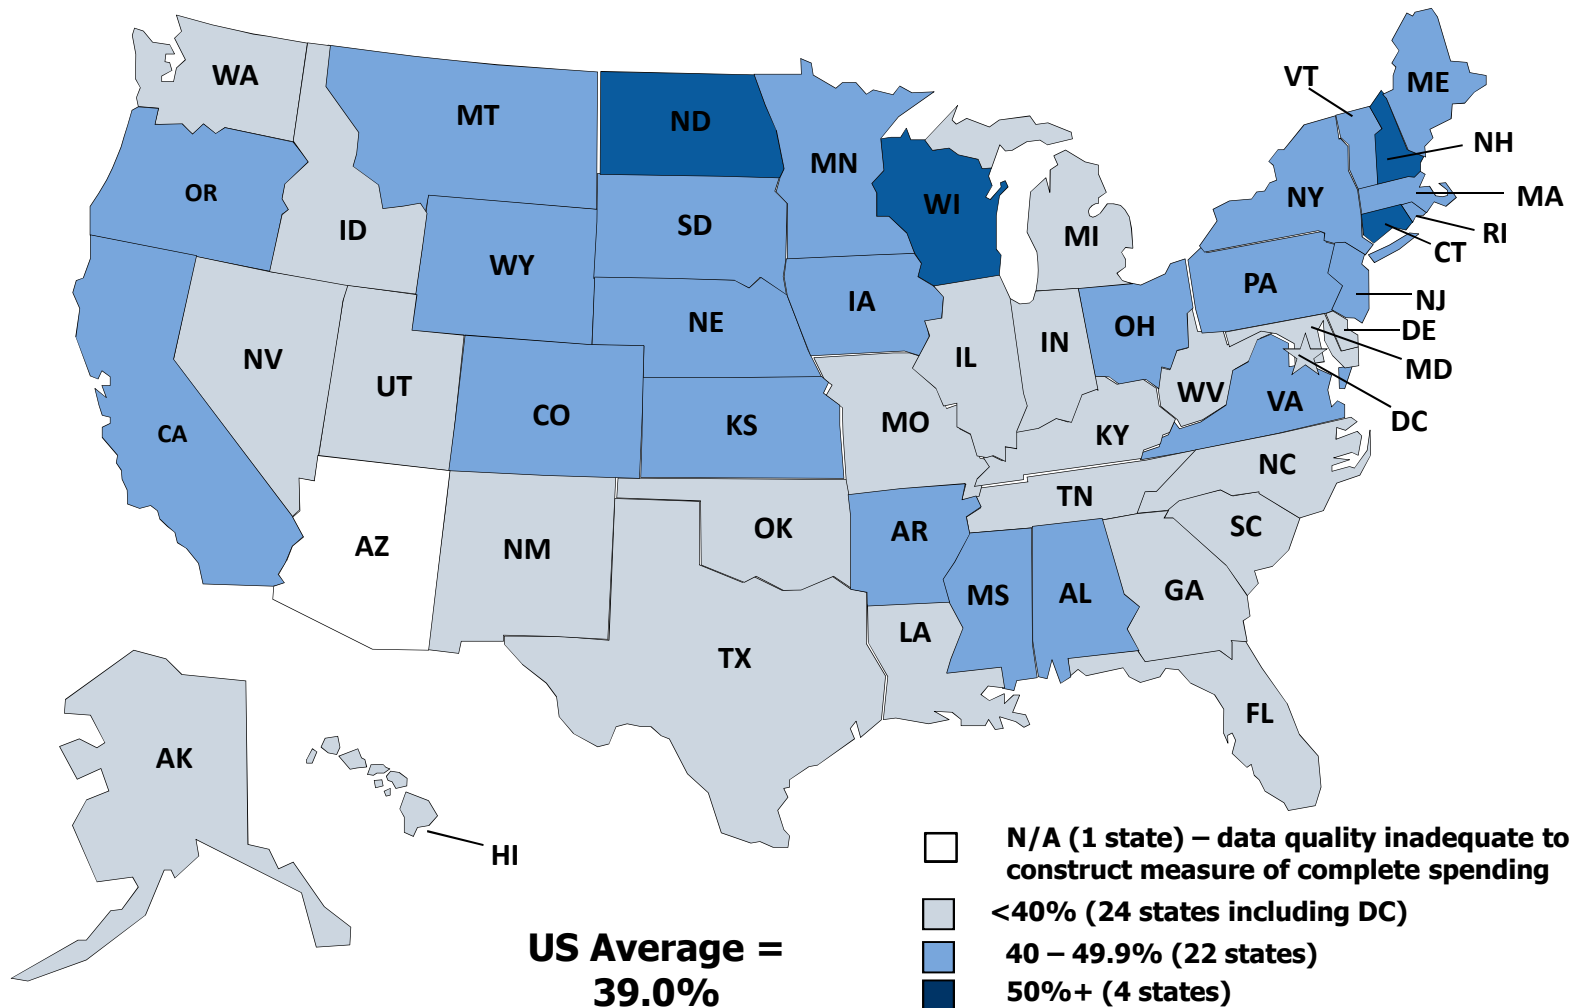 WA
MT
ND
MN
OR
ID
WY
SD
WI
MI
VT
ME
NH
NY
MA
RI
CT
PA
NJ
DE
MD
DC
NV
UT
CO
NE
IA
KS
MO
IL
IN
OH
WV
VA
KY
CA
AZ
NM
OK
AR
TN
NC
SC
MS
AL
GA
LA
TX
FL
AK
HI
N/A (1 state) – data quality inadequate to
construct measure of complete spending
<40% (24 states including DC)
40 – 49.9% (22 states)
50%+ (4 states)
US Average =
39.0%